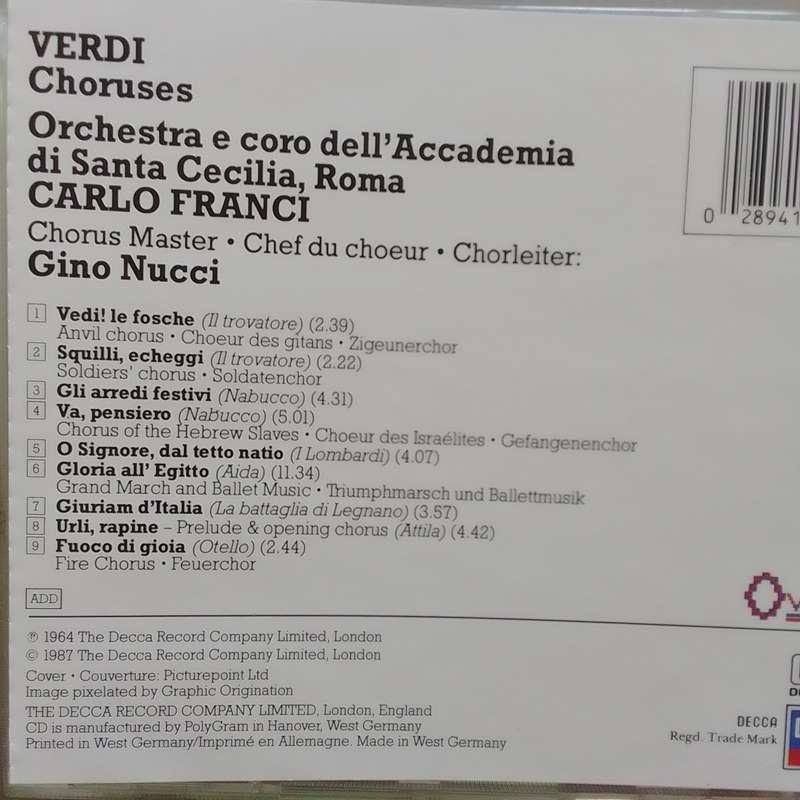 VERDI
Choruses
Orchestra e coro dell'Accademia
di Santa Cecilia, Roma
CARLO FRANCI
Chorus Master • Chef du choeur • Chorleiter:
Gino Nucci
0 28941
1 Vedi! le fosche (Il trovatore) (2.39)
Anvil chorus • Choeur des gitans • Zigeunerchor
2 Squilli, echeggi (Il trovatore) (2.22)
Soldiers' chorus • Soldatenchor
3 Gli arredi festivi (Nabucco) (4.31)
4 Va, pensiero (Nabucco) (5.01)
Chorus of the Hebrew Slaves • Choeur des Israélites • Gefangenenchor
5 O Signore, dal tetto natio (I Lombardi) (4.07)
6 Gloria all' Egitto (Aida) (11.34)
Grand March and Ballet Music • Triumphmarsch und Ballettmusik
7 Giuriam d'Italia (La battaglia di Legnano) (3.57)
8 Urli, rapine – Prelude & opening chorus (Attila) (4.42)
9 Fuoco di gioia (Otello) (2.44)
Fire Chorus • Feuerchor
ADD
℗ 1964 The Decca Record Company Limited, London
© 1987 The Decca Record Company Limited, London
Cover • Couverture: Picturepoint Ltd
Image pixelated by Graphic Origination
THE DECCA RECORD COMPANY LIMITED, London, England
CD is manufactured by PolyGram in Hanover, West Germany
Printed in West Germany/Imprimé en Allemagne. Made in West Germany
DECCA
Regd. Trade Mark